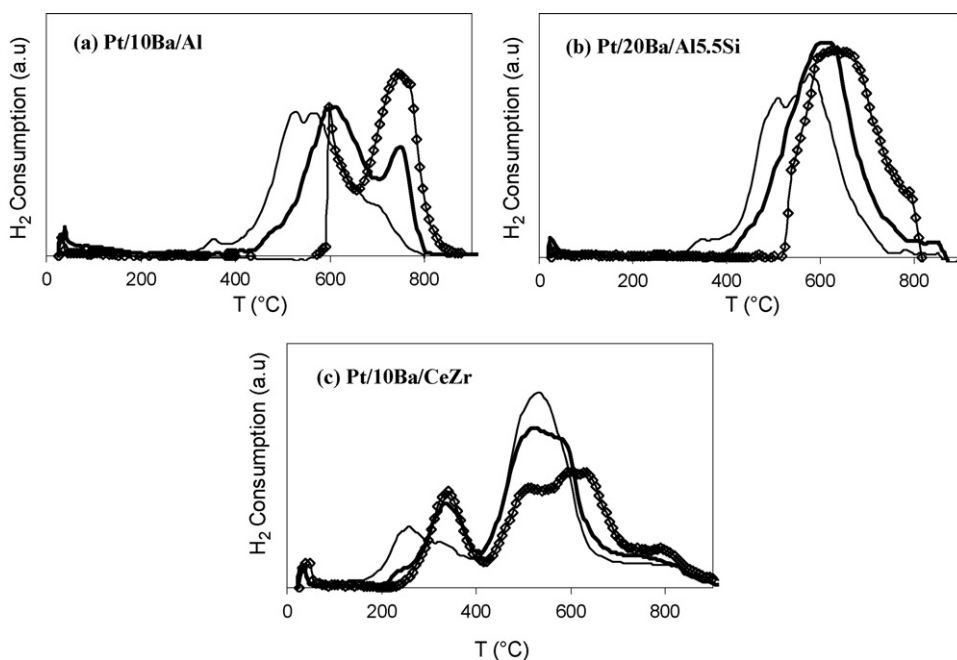 (a) Pt/10Ba/Al
H₂ Consumption (a.u)
0 200 400 600 800
T (°C)
(b) Pt/20Ba/Al5.5Si
H₂ Consumption (a.u)
0 200 400 600 800
T (°C)
(c) Pt/10Ba/CeZr
H₂ Consumption (a.u)
0 200 400 600 800
T (°C)